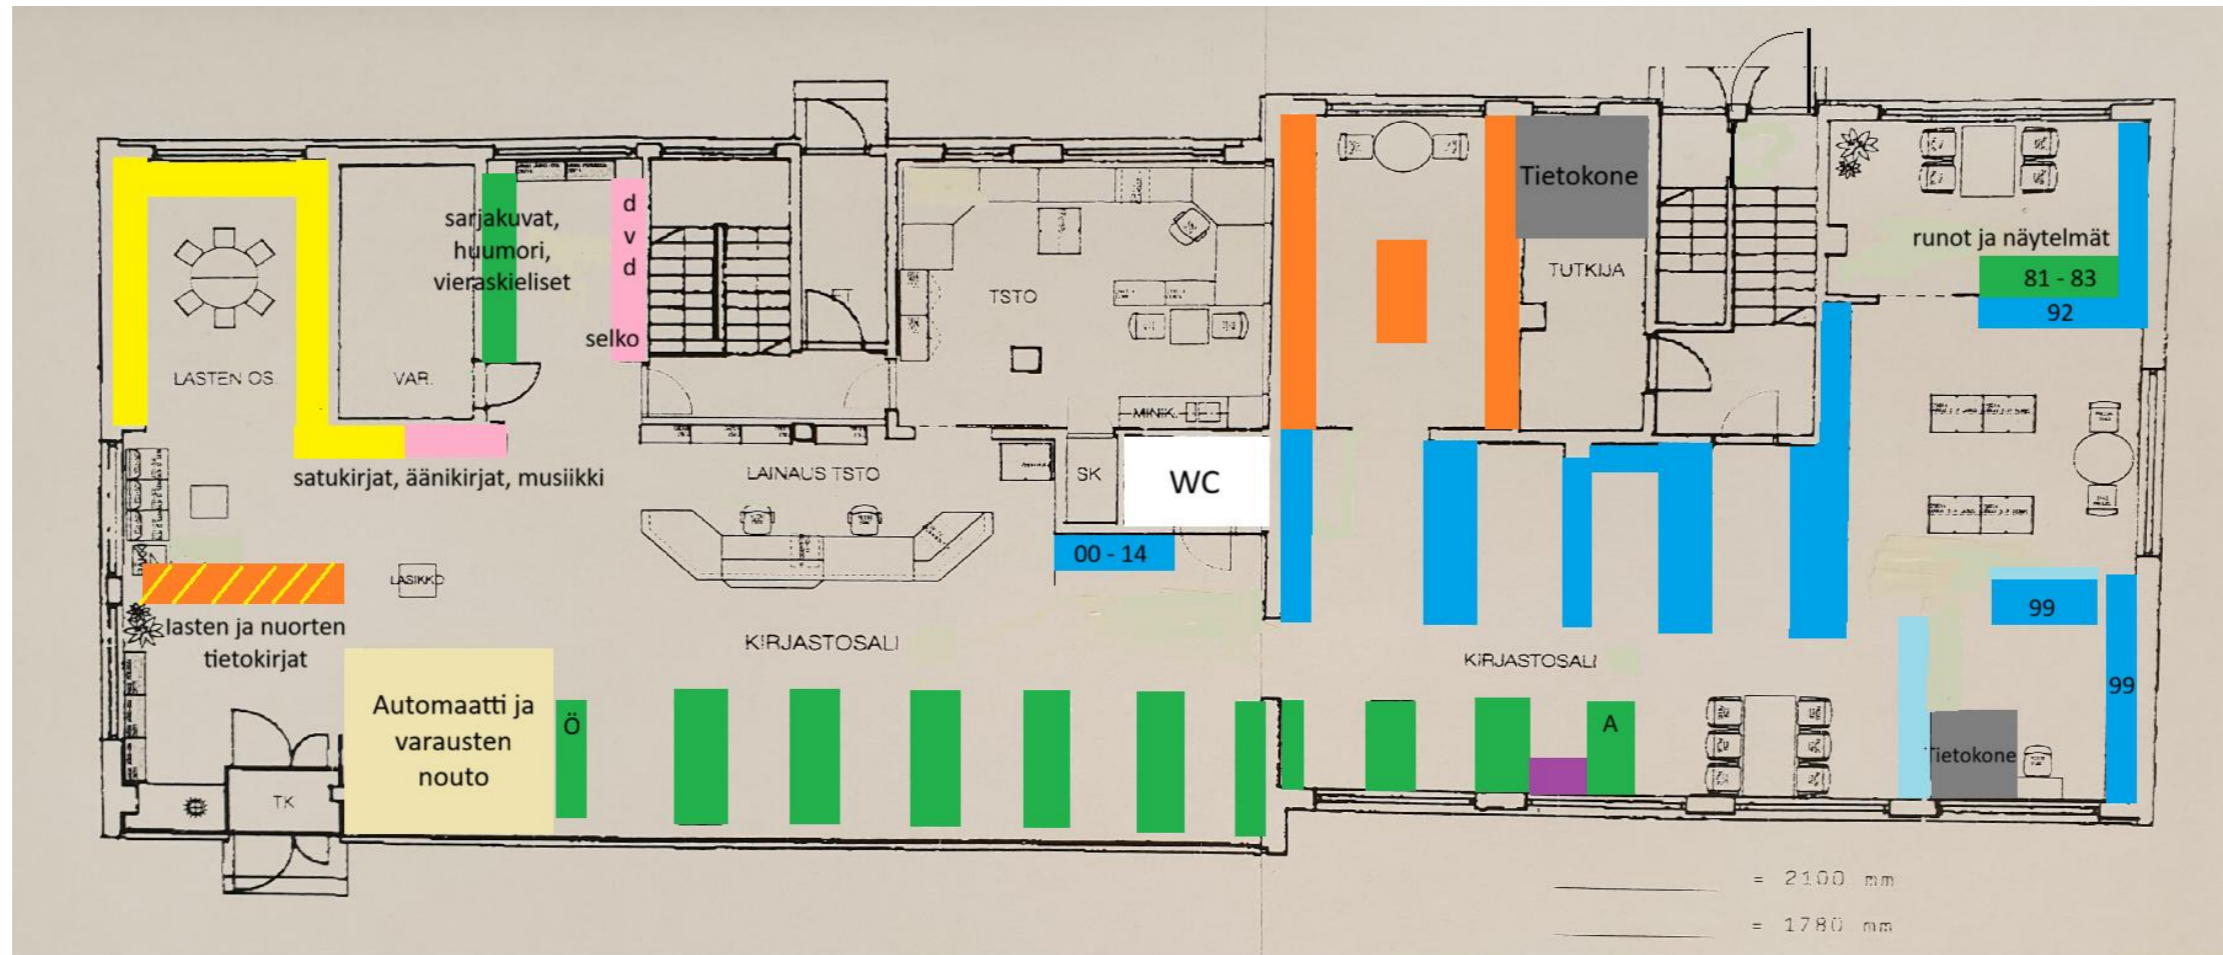 Tietokone
d
v
d
sarjakuvat,
huumori,
vieraskieliset
selko
runot ja näytelmät
81 - 83
92
TSTO
TUTKIJA
LASTEN OS.
VAR.
MINIK.
satukirjat, äänikirjat, musiikki
LAINAUS TSTO
SK
WC
00 - 14
LASIKKO
lasten ja nuorten
tietokirjat
KIRJASTOSALI
KIRJASTOSALI
99
99
Automaatti ja
varausten
nouto
Ö
A
Tietokone
TK
= 2100 mm
= 1780 mm